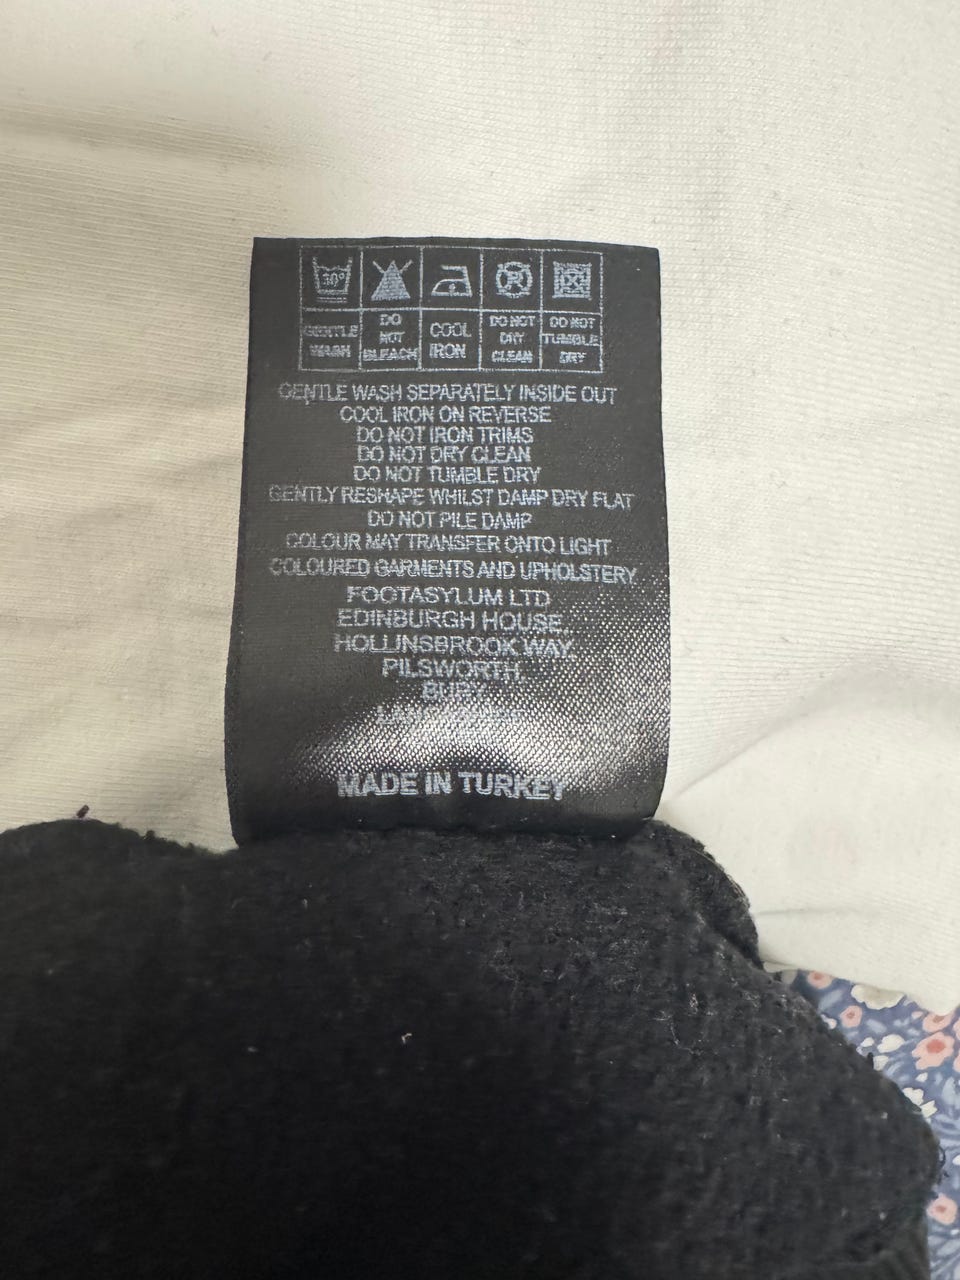 30°
GENTLE WASH
DO NOT BLEACH
COOL IRON
DO NOT DRY CLEAN
DO NOT TUMBLE DRY
GENTLE WASH SEPARATELY INSIDE OUT
COOL IRON ON REVERSE
DO NOT IRON TRIMS
DO NOT DRY CLEAN
DO NOT TUMBLE DRY
GENTLY RESHAPE WHILST DAMP DRY FLAT
DO NOT PILE DAMP
COLOUR MAY TRANSFER ONTO LIGHT
COLOURED GARMENTS AND UPHOLSTERY
FOOTASYLUM LTD
EDINBURGH HOUSE
HOLLINSBROOK WAY,
PILSWORTH,
BURY
MADE IN TURKEY